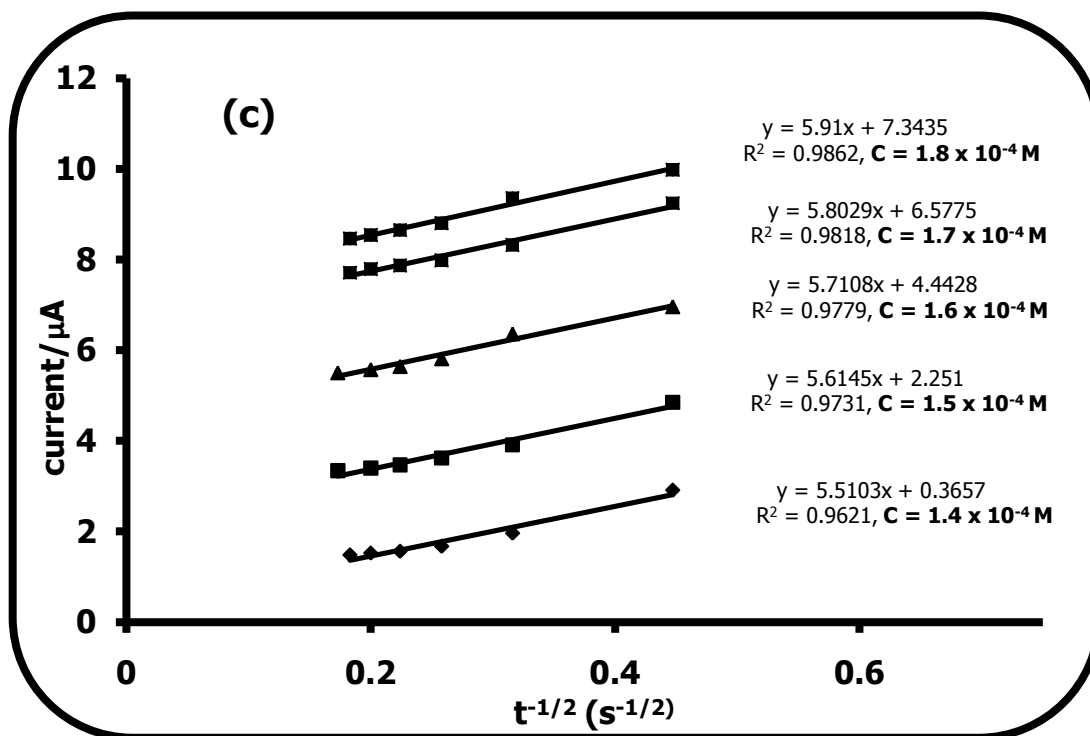 12
10
8
6
4
2
0
current/μA
(c)
y = 5.91x + 7.3435
R² = 0.9862, C = 1.8 x 10⁻⁴ M
y = 5.8029x + 6.5775
R² = 0.9818, C = 1.7 x 10⁻⁴ M
y = 5.7108x + 4.4428
R² = 0.9779, C = 1.6 x 10⁻⁴ M
y = 5.6145x + 2.251
R² = 0.9731, C = 1.5 x 10⁻⁴ M
y = 5.5103x + 0.3657
R² = 0.9621, C = 1.4 x 10⁻⁴ M
0 0.2 0.4 0.6
t⁻¹/² (s⁻¹/²)